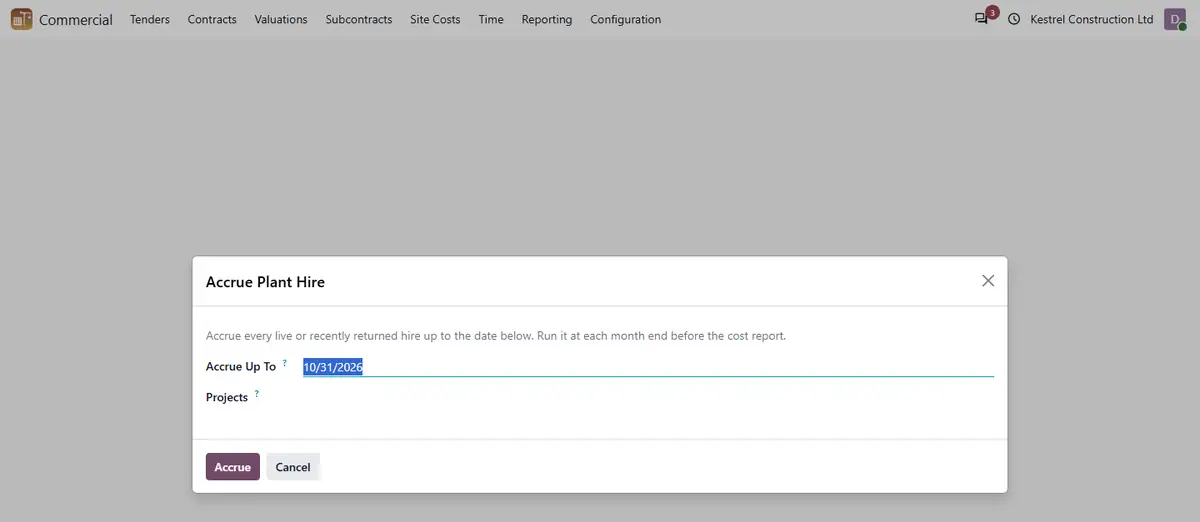 Commercial Tenders Contracts Valuations Subcontracts Site Costs Time Reporting Configuration 3 Kestrel Construction Ltd D
Accrue Plant Hire
Accrue every live or recently returned hire up to the date below. Run it at each month end before the cost report.
Accrue Up To ? 10/31/2026
Projects ?
Accrue Cancel